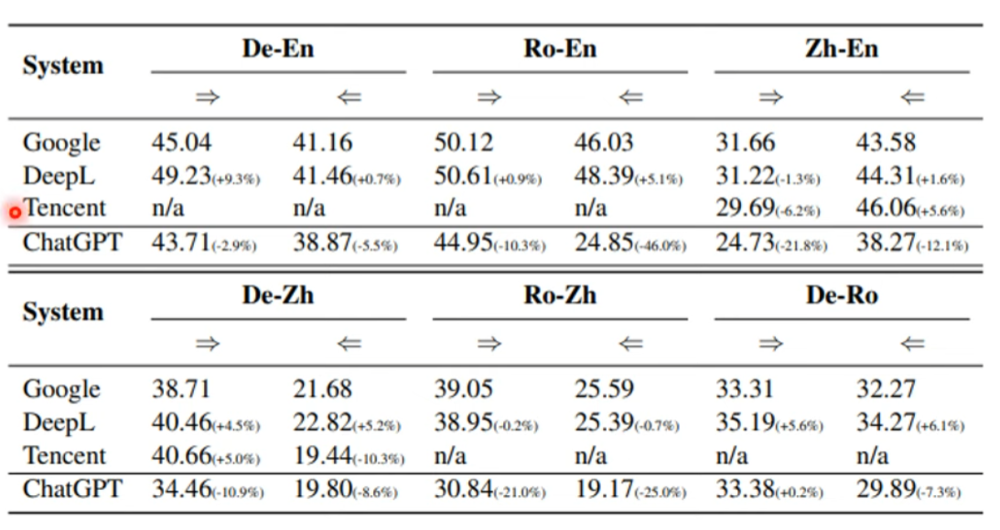 System De-En Ro-En Zh-En
⇒ ⇐ ⇒ ⇐ ⇒ ⇐
Google 45.04 41.16 50.12 46.03 31.66 43.58
DeepL 49.23(+9.3%) 41.46(+0.7%) 50.61(+0.9%) 48.39(+5.1%) 31.22(-1.3%) 44.31(+1.6%)
Tencent n/a n/a n/a n/a 29.69(-6.2%) 46.06(+5.6%)
ChatGPT 43.71(-2.9%) 38.87(-5.5%) 44.95(-10.3%) 24.85(-46.0%) 24.73(-21.8%) 38.27(-12.1%)
System De-Zh Ro-Zh De-Ro
⇒ ⇐ ⇒ ⇐ ⇒ ⇐
Google 38.71 21.68 39.05 25.59 33.31 32.27
DeepL 40.46(+4.5%) 22.82(+5.2%) 38.95(-0.2%) 25.39(-0.7%) 35.19(+5.6%) 34.27(+6.1%)
Tencent 40.66(+5.0%) 19.44(-10.3%) n/a n/a n/a n/a
ChatGPT 34.46(-10.9%) 19.80(-8.6%) 30.84(-21.0%) 19.17(-25.0%) 33.38(+0.2%) 29.89(-7.3%)